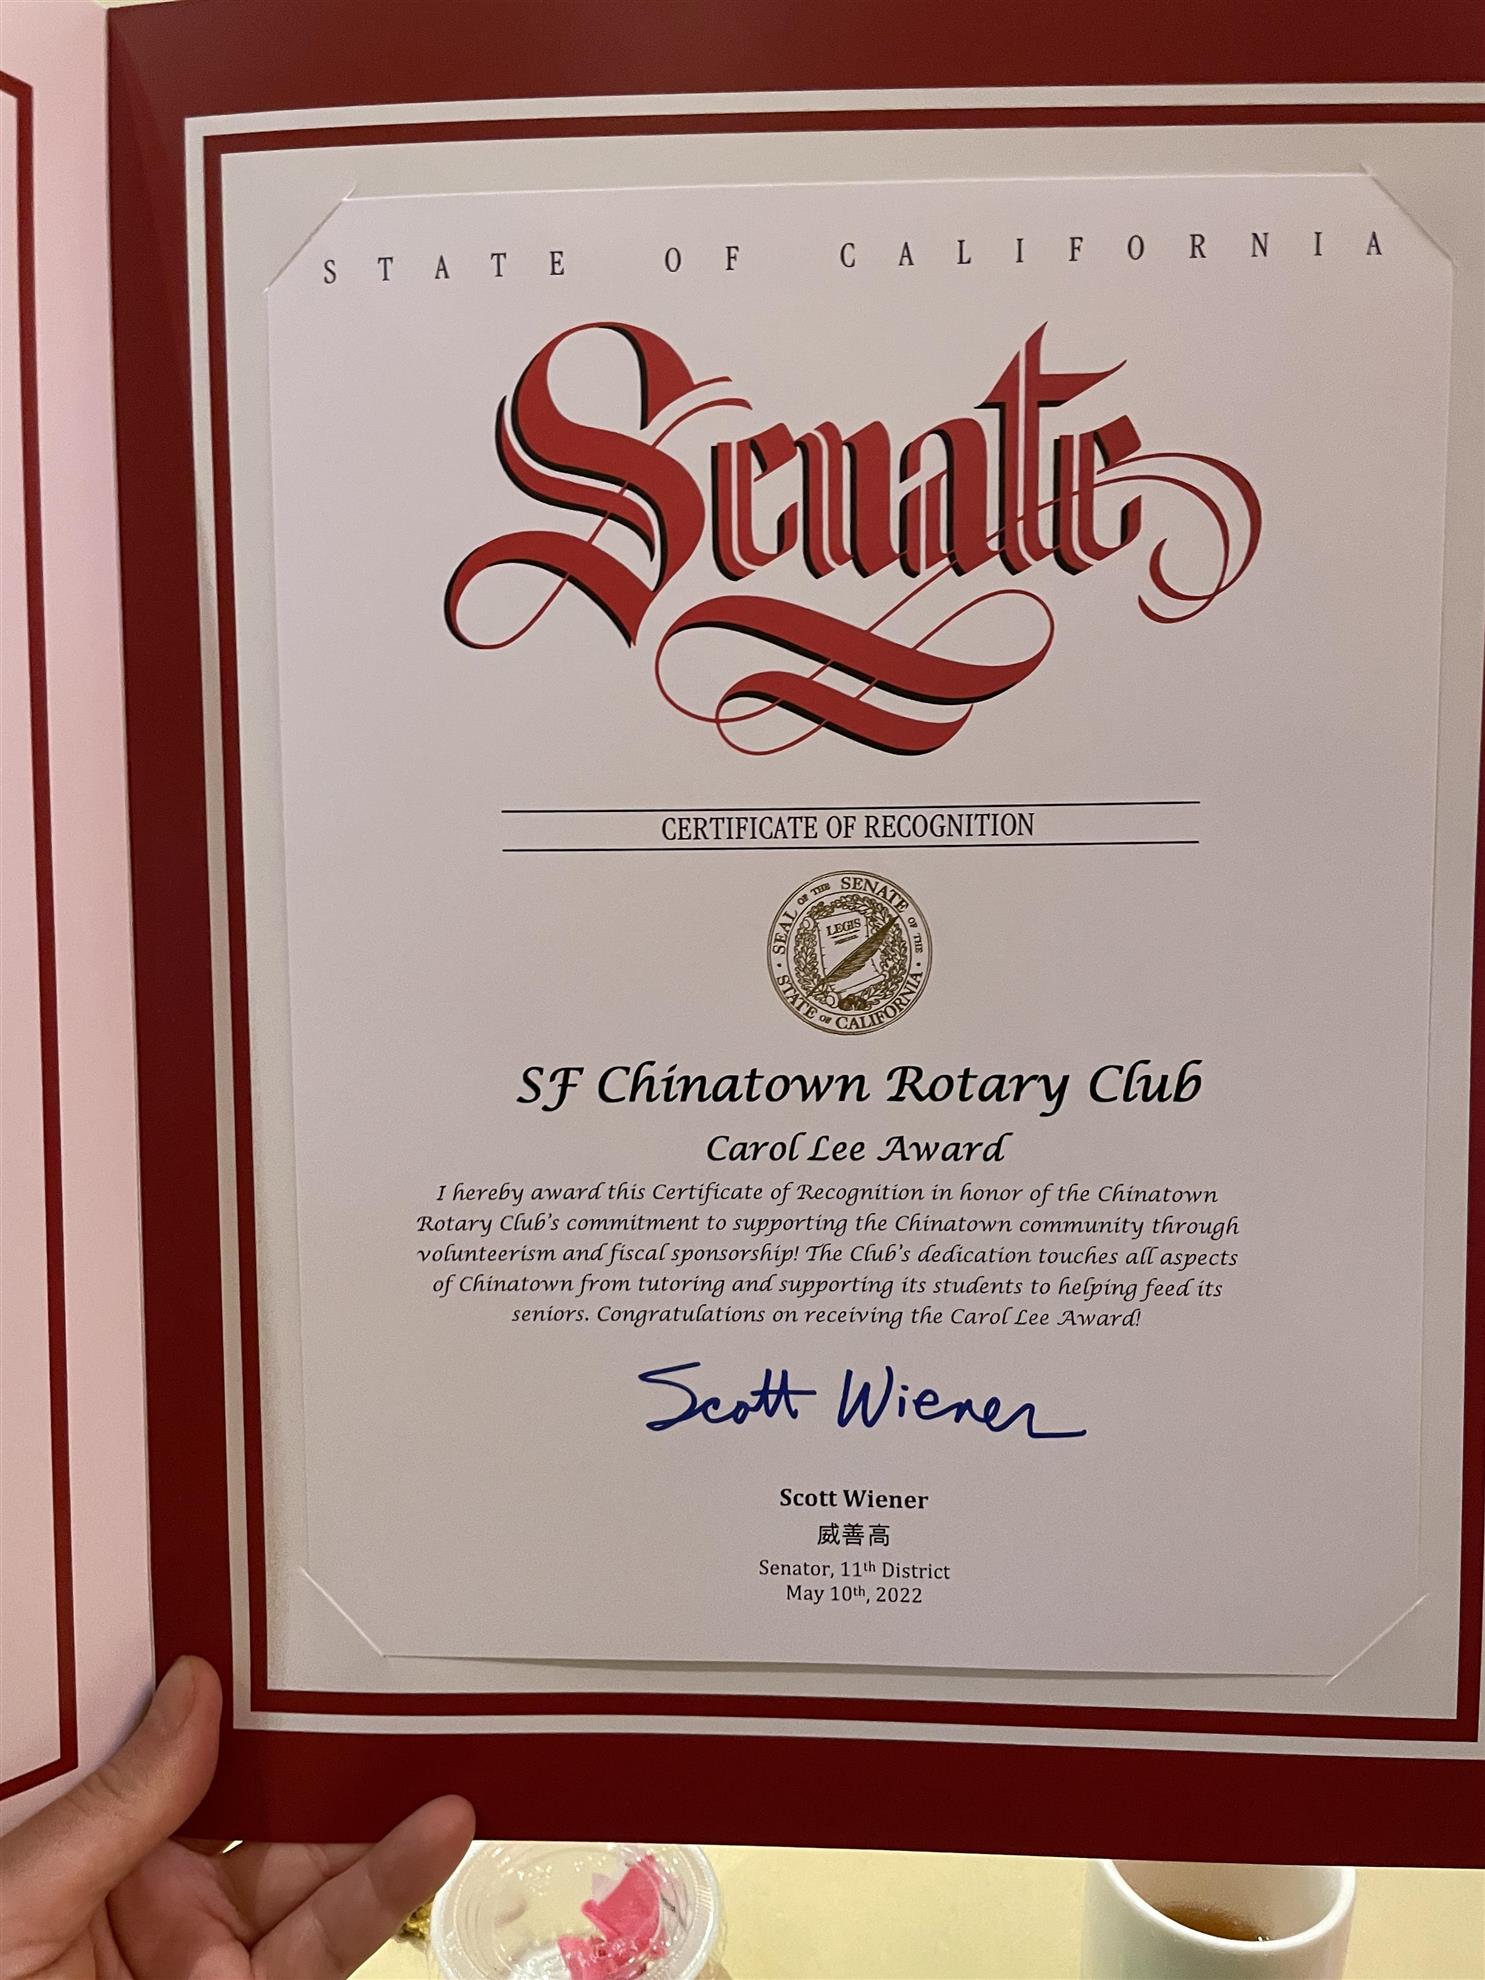 STATE OF CALIFORNIA
Senate
CERTIFICATE OF RECOGNITION
SEAL OF THE SENATE OF THE
STATE OF CALIFORNIA
LEGIS
SF Chinatown Rotary Club
Carol Lee Award
I hereby award this Certificate of Recognition in honor of the Chinatown
Rotary Club's commitment to supporting the Chinatown community through
volunteerism and fiscal sponsorship! The Club's dedication touches all aspects
of Chinatown from tutoring and supporting its students to helping feed its
seniors. Congratulations on receiving the Carol Lee Award!
Scott Wiener
Scott Wiener
威善高
Senator, 11th District
May 10th, 2022